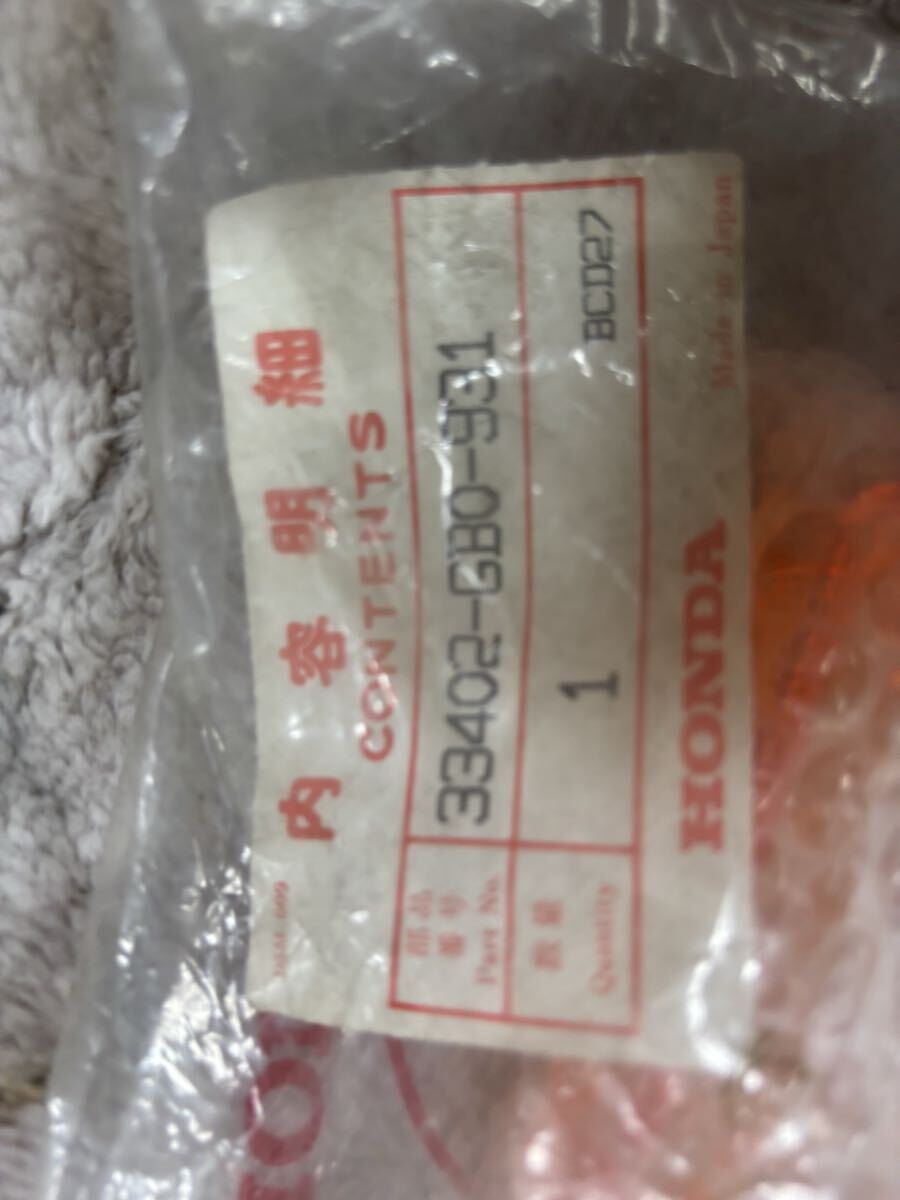 内容明細
CONTENTS
部品番号
Part No.
33402-GB0-931
数量
Quantity
1
BCD27
HONDA
Made in Japan